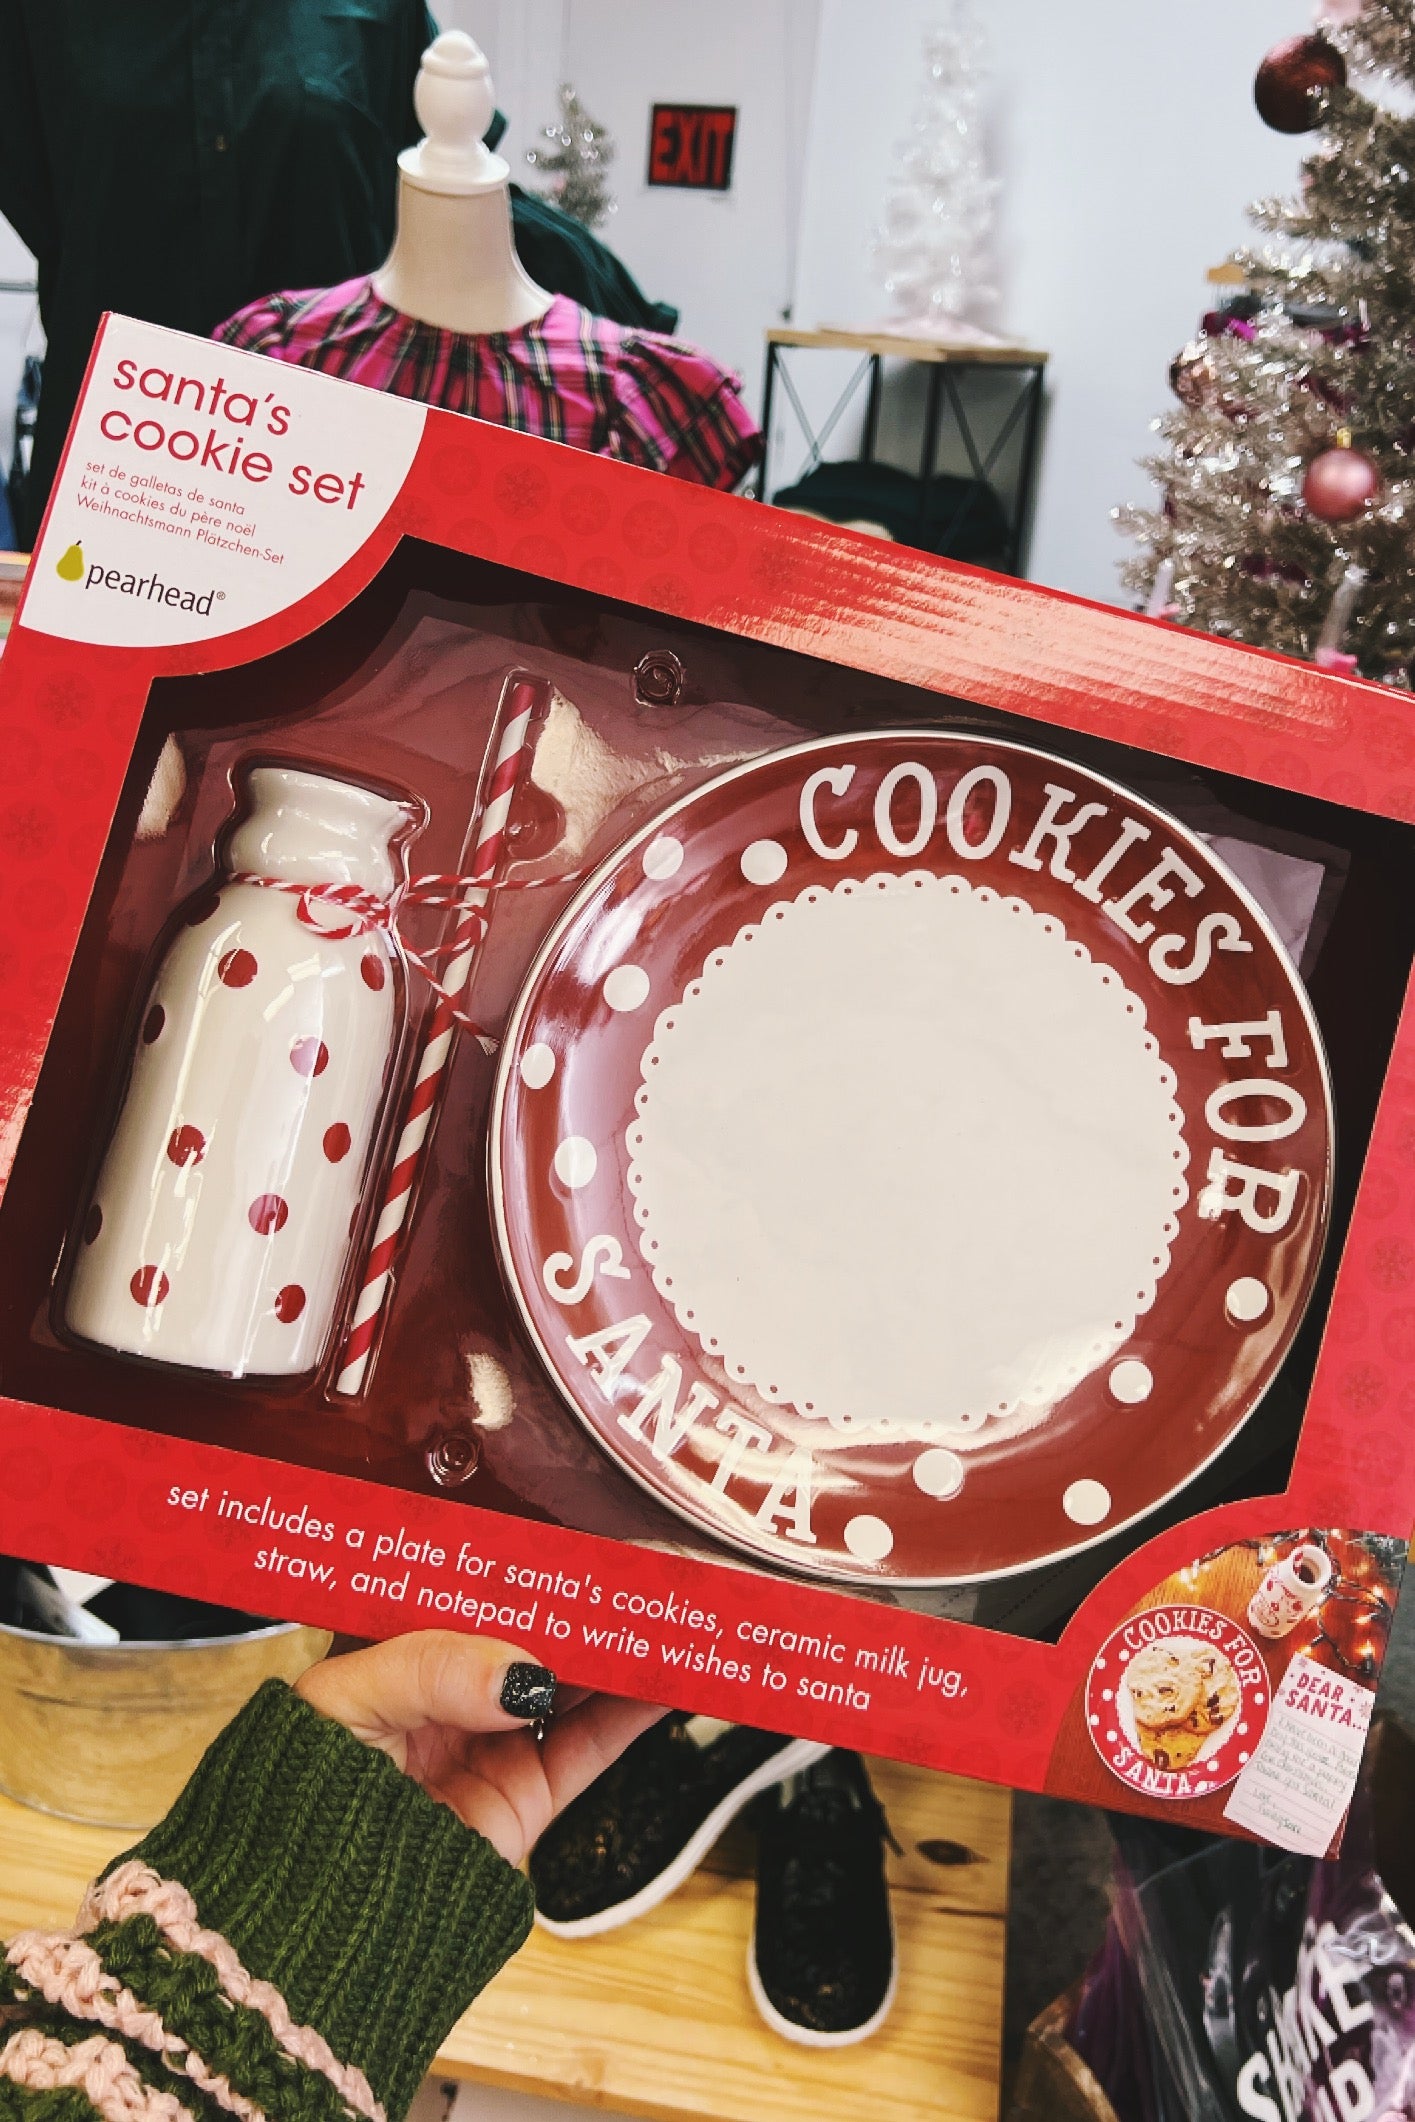 EXIT
santa's
cookie set
set de galletas de santa
kit à cookies du père noël
Weihnachtsmann Plätzchen-Set
pearhead®
COOKIES FOR
SANTA
set includes a plate for santa's cookies, ceramic milk jug,
straw, and notepad to write wishes to santa
COOKIES FOR
SANTA
DEAR
SANTA...